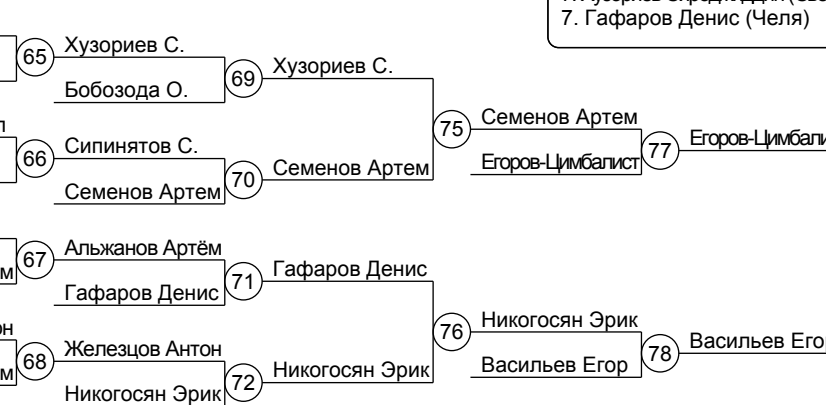 7. Гафаров Денис (Челя)
65
Хузориев С.
Бобозода О.
69
Хузориев С.
66
Сипинятов С.
Семенов Артем
70
Семенов Артем
75
Семенов Артем
Егоров-Цимбалист
77
67
Альжанов Артём
Гафаров Денис
71
Гафаров Денис
68
Железцов Антон
Никогосян Эрик
72
Никогосян Эрик
76
Никогосян Эрик
Васильев Егор
78
Васильев Его